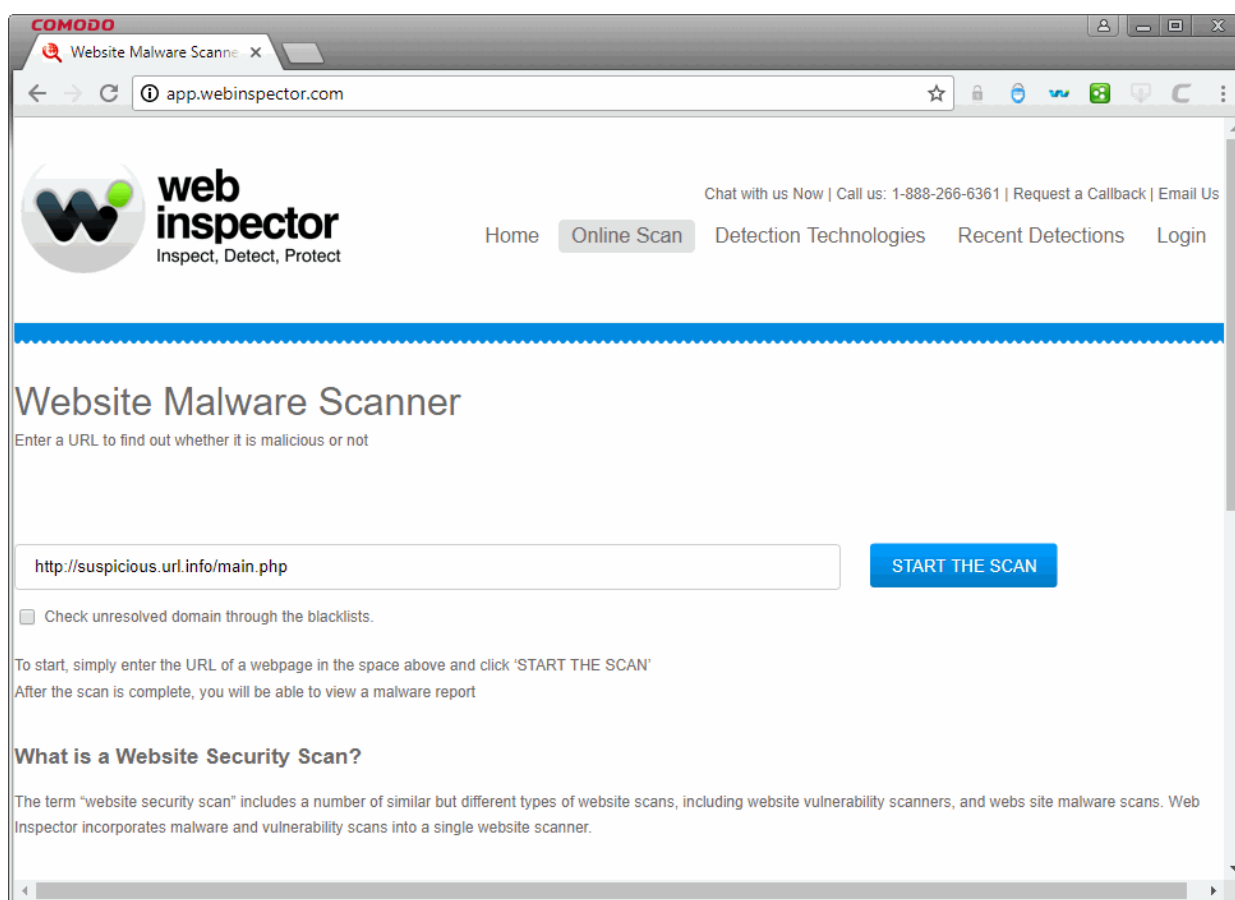 COMODO
Website Malware Scanne
app.webinspector.com
web
inspector
Inspect, Detect, Protect
Chat with us Now | Call us: 1-888-266-6361 | Request a Callback | Email Us
Home Online Scan Detection Technologies Recent Detections Login
Website Malware Scanner
Enter a URL to find out whether it is malicious or not
http://suspicious.url.info/main.php
START THE SCAN
Check unresolved domain through the blacklists.
To start, simply enter the URL of a webpage in the space above and click ‘START THE SCAN’
After the scan is complete, you will be able to view a malware report
What is a Website Security Scan?
The term “website security scan” includes a number of similar but different types of website scans, including website vulnerability scanners, and webs site malware scans. Web
Inspector incorporates malware and vulnerability scans into a single website scanner.